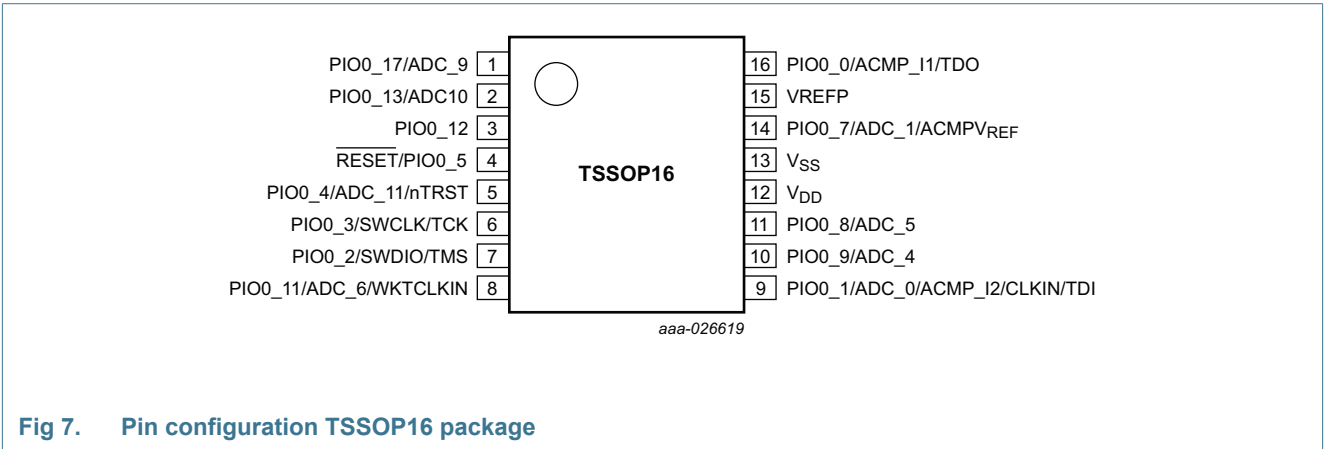 PIO0_17/ADC_9 1
PIO0_13/ADC10 2
PIO0_12 3
RESET/PIO0_5 4
PIO0_4/ADC_11/nTRST 5
PIO0_3/SWCLK/TCK 6
PIO0_2/SWDIO/TMS 7
PIO0_11/ADC_6/WKTCLKIN 8
TSSOP16
16 PIO0_0/ACMP_I1/TDO
15 VREFP
14 PIO0_7/ADC_1/ACMPVREF
13 VSS
12 VDD
11 PIO0_8/ADC_5
10 PIO0_9/ADC_4
9 PIO0_1/ADC_0/ACMP_I2/CLKIN/TDI
aaa-026619
Fig 7. Pin configuration TSSOP16 package